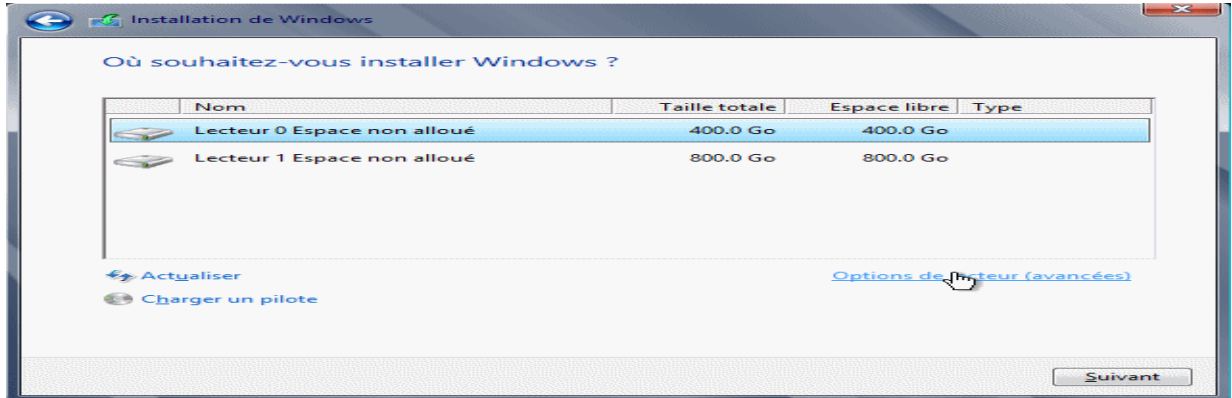 Installation de Windows
Où souhaitez-vous installer Windows ?
Nom Taille totale Espace libre Type
Lecteur 0 Espace non alloué 400.0 Go 400.0 Go
Lecteur 1 Espace non alloué 800.0 Go 800.0 Go
Actualiser Options de lecteur (avancées)
Charger un pilote
Suivant